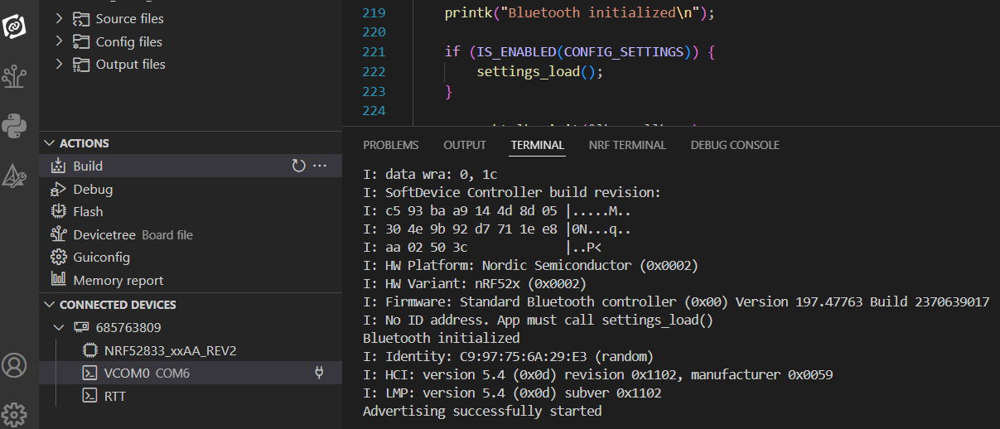 Source files
Config files
Output files
ACTIONS
Build
Debug
Flash
Devicetree Board file
Guiconfig
Memory report
CONNECTED DEVICES
685763809
NRF52833_xxAA_REV2
VCOM0 COM6
RTT
219 printk("Bluetooth initialized\n");
220
221 if (IS_ENABLED(CONFIG_SETTINGS)) {
222 settings_load();
223 }
224
PROBLEMS OUTPUT TERMINAL NRF TERMINAL DEBUG CONSOLE
I: data wra: 0, 1c
I: SoftDevice Controller build revision:
I: c5 93 ba a9 14 4d 8d 05 |.....M..
I: 30 4e 9b 92 d7 71 1e e8 |0N...q..
I: aa 02 50 3c |..P<
I: HW Platform: Nordic Semiconductor (0x0002)
I: HW Variant: nRF52x (0x0002)
I: Firmware: Standard Bluetooth controller (0x00) Version 197.47763 Build 2370639017
I: No ID address. App must call settings_load()
Bluetooth initialized
I: Identity: C9:97:75:6A:29:E3 (random)
I: HCI: version 5.4 (0x0d) revision 0x1102, manufacturer 0x0059
I: LMP: version 5.4 (0x0d) subver 0x1102
Advertising successfully started